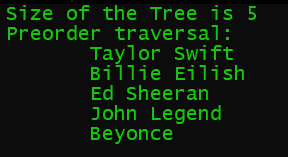 Size of the Tree is 5
Preorder traversal:
Taylor Swift
Billie Eilish
Ed Sheeran
John Legend
Beyonce